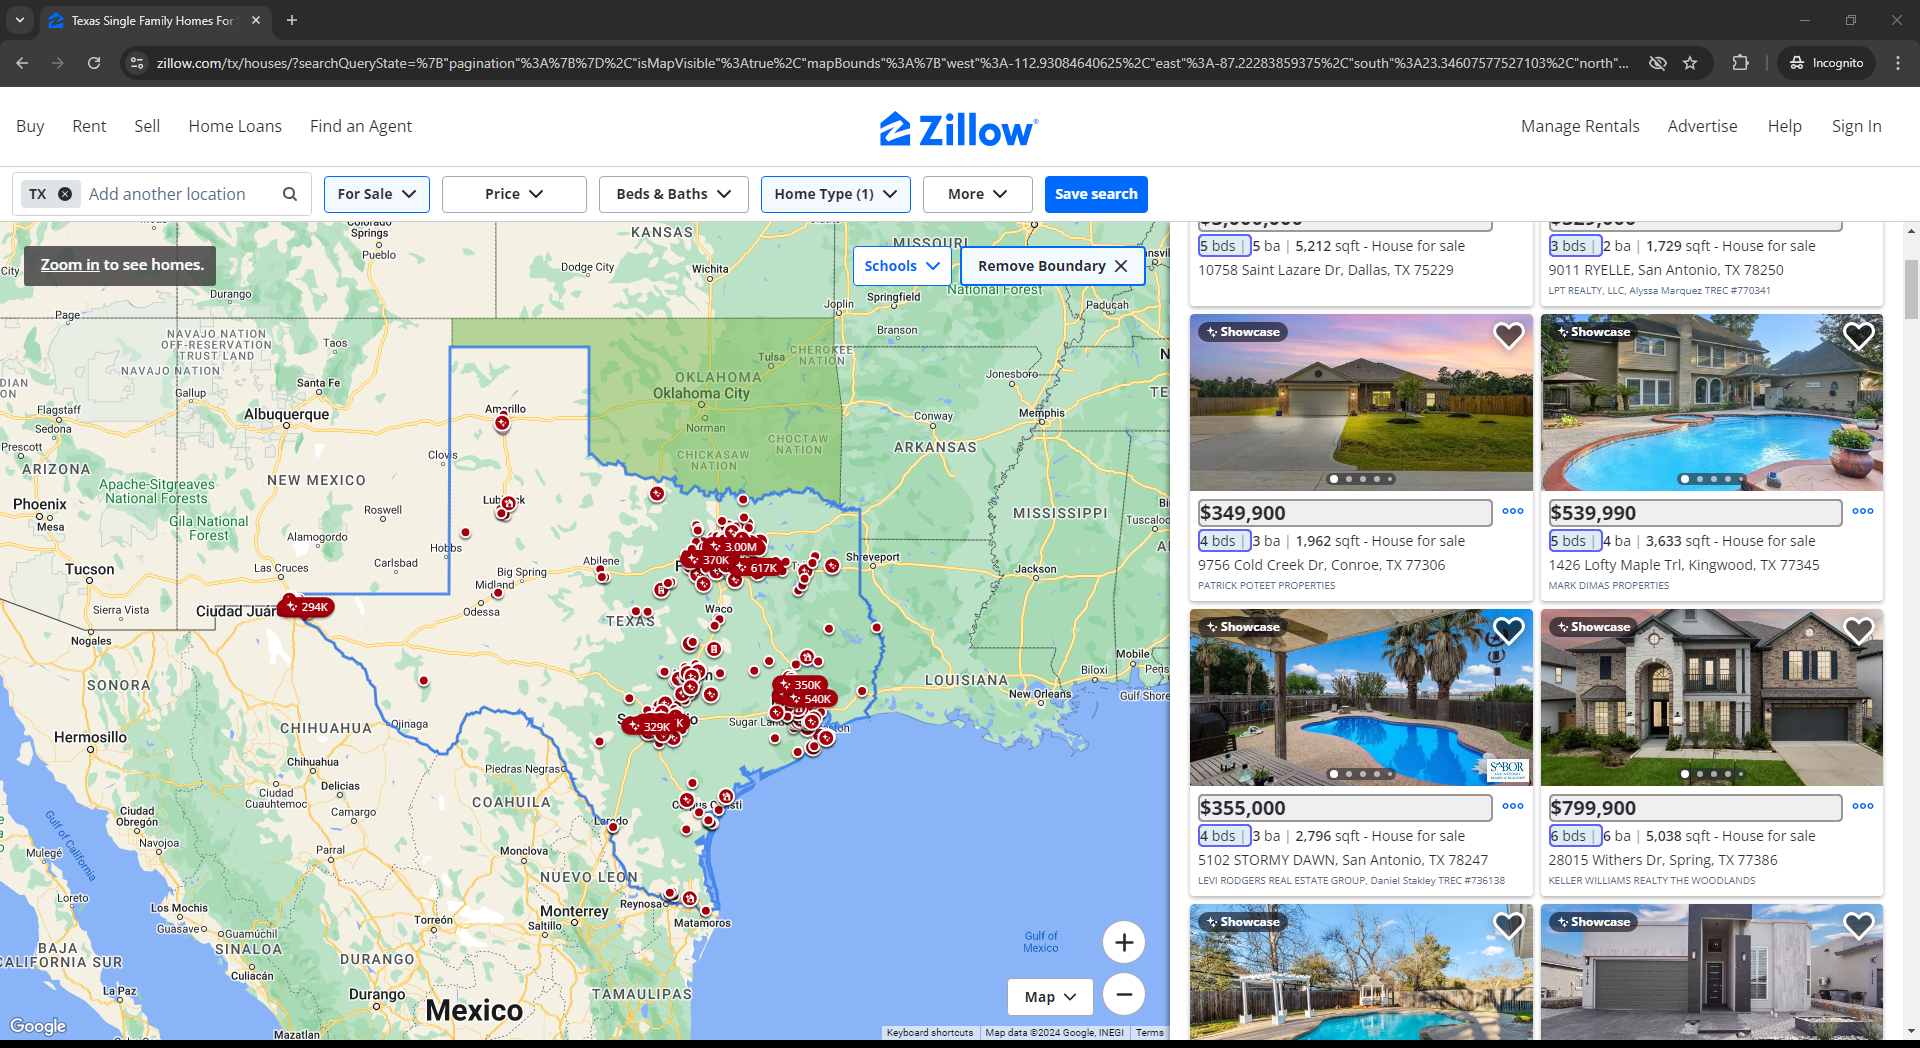 Texas Single Family Homes For
zillow.com/tx/houses/?searchQueryState=%7B"pagination"%3A%7B%7D%2C"isMapVisible"%3Atrue%2C"mapBounds"%3A%7B"west"%3A-112.93084640625%2C"east"%3A-87.22283859375%2C"south"%3A23.34607577527103%2C"north"...
Incognito
Buy
Rent
Sell
Home Loans
Find an Agent
Zillow
Manage Rentals
Advertise
Help
Sign In
TX
Add another location
For Sale
Price
Beds & Baths
Home Type (1)
More
Save search
Zoom in to see homes.
Schools
Remove Boundary
Colorado
Springs
Pueblo
KANSAS
Dodge City
Wichita
MISSOURI
National Forest
Springfield
Joplin
Branson
Paducah
City
Durango
Page
NAVAJO NATION
OFF-RESERVATION
TRUST LAND
NAVAJO NATION
Taos
Gallup
Santa Fe
Flagstaff
Sedona
Albuquerque
Prescott
ARIZONA
Apache-Sitgreaves
National Forests
NEW MEXICO
Phoenix
Mesa
Gila National
Forest
Roswell
Alamogordo
Carlsbad
Hobbs
Las Cruces
Tucson
Sierra Vista
Nogales
Ciudad Juár
294K
Amarillo
Clovis
Lub
ck
Big Spring
Midland
Odessa
Abilene
Tulsa
CHEROKEE
NATION
OKLAHOMA
Oklahoma City
Norman
CHICKASAW
NATION
CHOCTAW
NATION
Jonesboro
Memphis
Conway
ARKANSAS
MISSISSIPPI
Tuscaloo
Shreveport
Jackson
3.00M
370K
617K
Waco
TEXAS
350K
540K
329K
K
Sugar Land
LOUISIANA
Mobile
Biloxi
Pens
New Orleans
Gulf Shore
SONORA
CHIHUAHUA
Ojinaga
Hermosillo
Chihuahua
Ciudad
Cuauhtemoc
Delicias
Camargo
Piedras Negras
COAHUILA
Ciudad
Obregón
Navojoa
Parral
Laredo
Monclova
NUEVO LEON
Gulf of California
Mulegé
Loreto
Los Mochis
Guasave
Guamúchil
SINALOA
Culiacán
Torreón
Saltillo
Monterrey
Reynosa
Matamoros
BAJA
CALIFORNIA SUR
La Paz
DURANGO
Durango
Mexico
TAMAULIPAS
Mazatlan
Gulf of
Mexico
Map
Google
Keyboard shortcuts
Map data ©2024 Google, INEGI
Terms
5 bds | 5 ba | 5,212 sqft - House for sale
10758 Saint Lazare Dr, Dallas, TX 75229
3 bds | 2 ba | 1,729 sqft - House for sale
9011 RYELLE, San Antonio, TX 78250
LPT REALTY, LLC, Alyssa Marquez TREC #770341
Showcase
$349,900
4 bds | 3 ba | 1,962 sqft - House for sale
9756 Cold Creek Dr, Conroe, TX 77306
PATRICK POTEET PROPERTIES
Showcase
$539,990
5 bds | 4 ba | 3,633 sqft - House for sale
1426 Lofty Maple Trl, Kingwood, TX 77345
MARK DIMAS PROPERTIES
Showcase
SABOR
$355,000
4 bds | 3 ba | 2,796 sqft - House for sale
5102 STORMY DAWN, San Antonio, TX 78247
LEVI RODGERS REAL ESTATE GROUP, Daniel Stakley TREC #736138
Showcase
$799,900
6 bds | 6 ba | 5,038 sqft - House for sale
28015 Withers Dr, Spring, TX 77386
KELLER WILLIAMS REALTY THE WOODLANDS
Showcase
Showcase